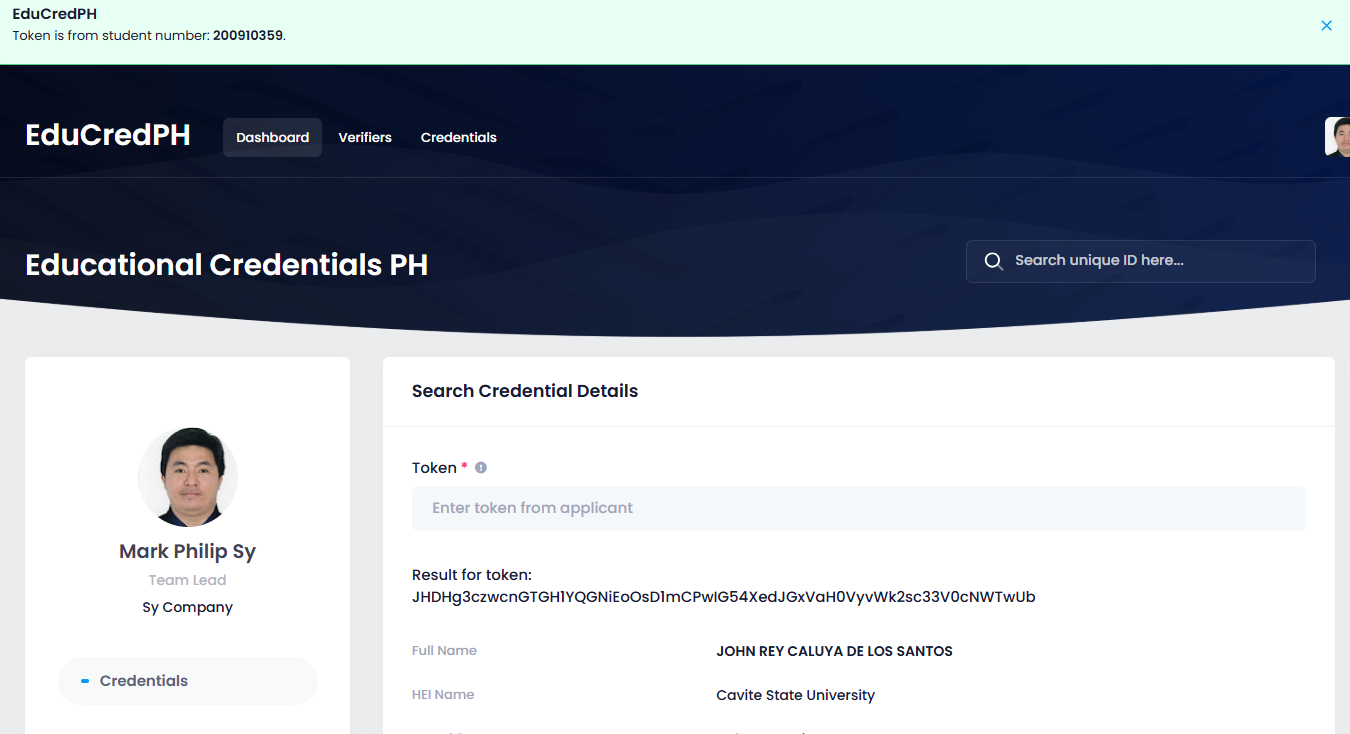 EduCredPH
Token is from student number: 200910359.
EduCredPH
Dashboard
Verifiers
Credentials
Educational Credentials PH
Search unique ID here...
Mark Philip Sy
Team Lead
Sy Company
Credentials
Search Credential Details
Token *
Enter token from applicant
Result for token:
JHDHg3czwcnGTGH1YQGNiEoOsD1mCPwIG54XedJGxVaH0VyvWk2sc33V0cNWTwUb
Full Name JOHN REY CALUYA DE LOS SANTOS
HEI Name Cavite State University